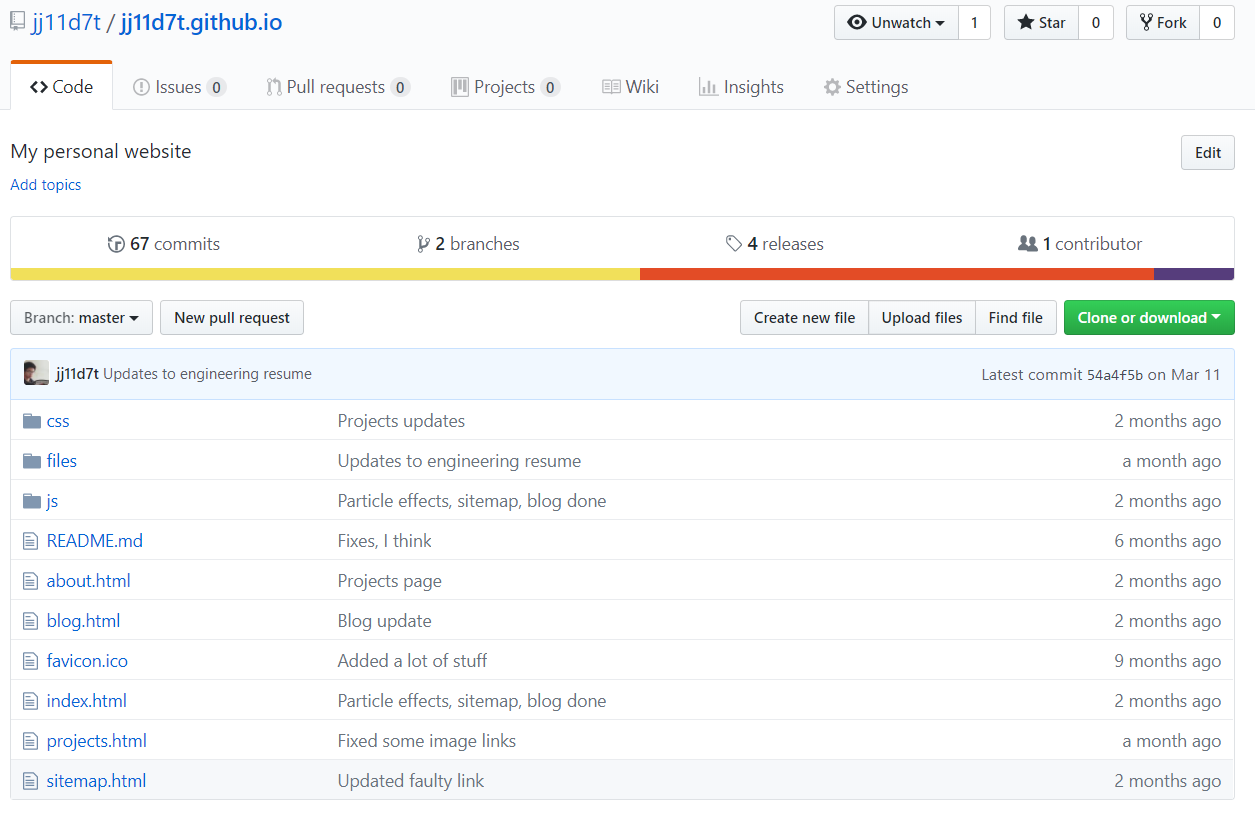 jj11d7t / jj11d7t.github.io Unwatch 1 Star 0 Fork 0
Code Issues 0 Pull requests 0 Projects 0 Wiki Insights Settings
My personal website Edit
Add topics
67 commits 2 branches 4 releases 1 contributor
Branch: master New pull request Create new file Upload files Find file Clone or download
jj11d7t Updates to engineering resume Latest commit 54a4f5b on Mar 11
css Projects updates 2 months ago
files Updates to engineering resume a month ago
js Particle effects, sitemap, blog done 2 months ago
README.md Fixes, I think 6 months ago
about.html Projects page 2 months ago
blog.html Blog update 2 months ago
favicon.ico Added a lot of stuff 9 months ago
index.html Particle effects, sitemap, blog done 2 months ago
projects.html Fixed some image links a month ago
sitemap.html Updated faulty link 2 months ago